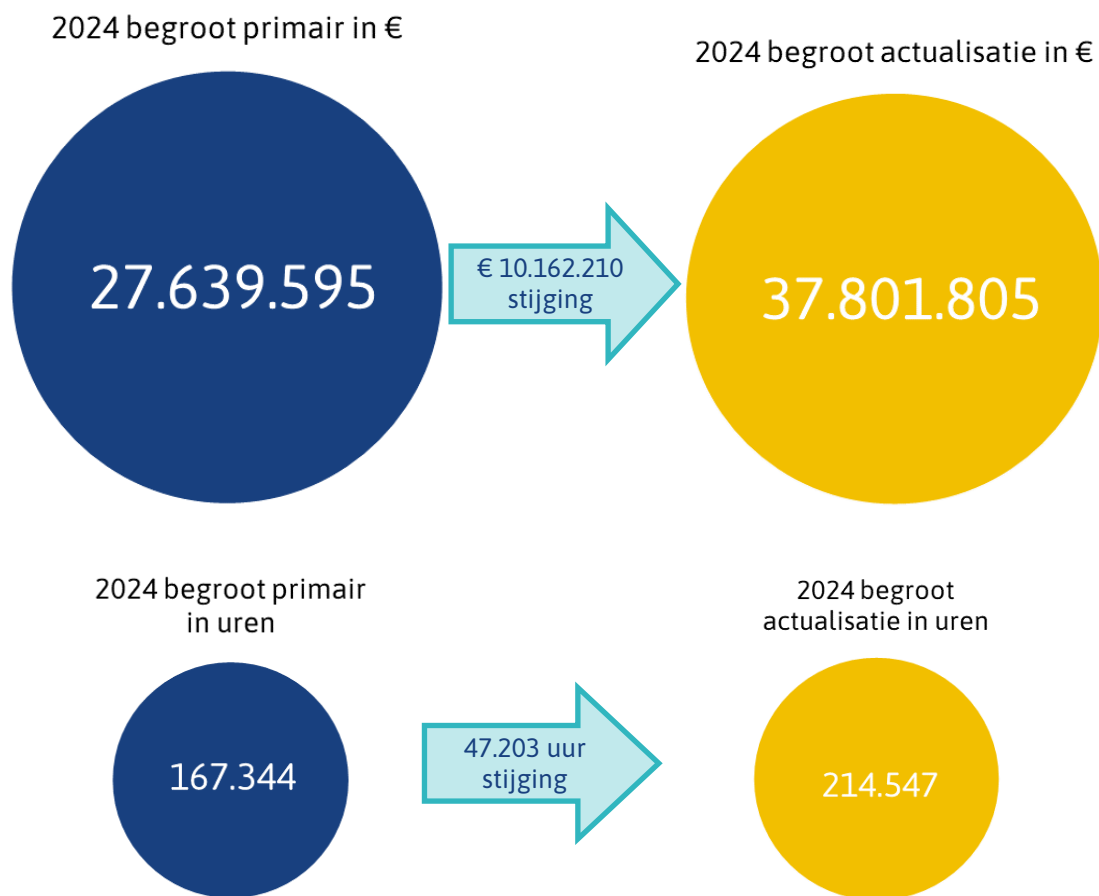 2024 begroot primair in €
2024 begroot actualisatie in €
27.639.595
€ 10.162.210
stijging
37.801.805
2024 begroot primair
in uren
2024 begroot
actualisatie in uren
167.344
47.203 uur
stijging
214.547